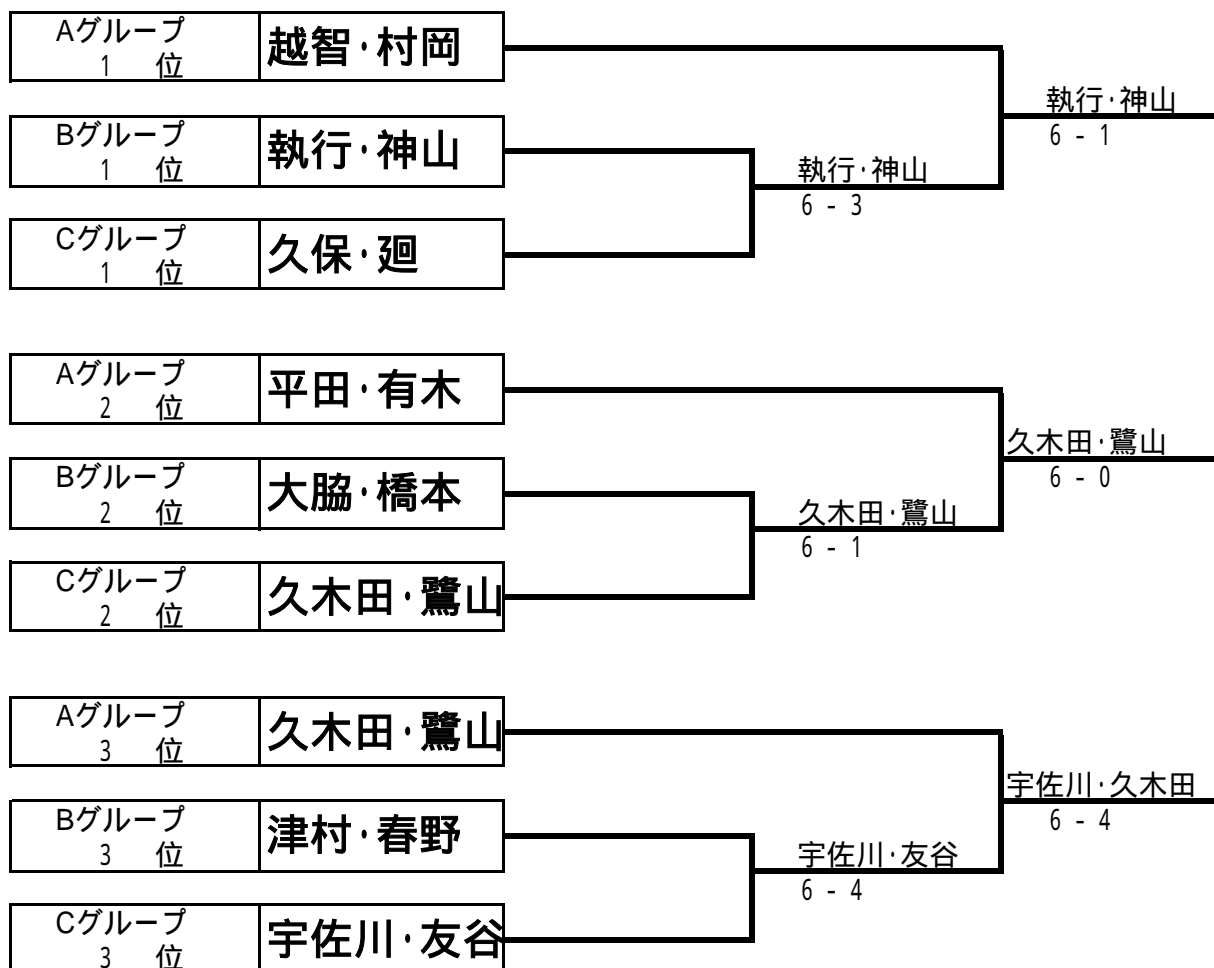 Aグループ
1 位
越智・村岡
執行・神山
6 - 1
Bグループ
1 位
執行・神山
執行・神山
6 - 3
Cグループ
1 位
久保・廻
Aグループ
2 位
平田・有木
久木田・鷺山
6 - 0
Bグループ
2 位
大脇・橋本
久木田・鷺山
6 - 1
Cグループ
2 位
久木田・鷺山
Aグループ
3 位
久木田・鷺山
宇佐川・久木田
6 - 4
Bグループ
3 位
津村・春野
宇佐川・友谷
6 - 4
Cグループ
3 位
宇佐川・友谷